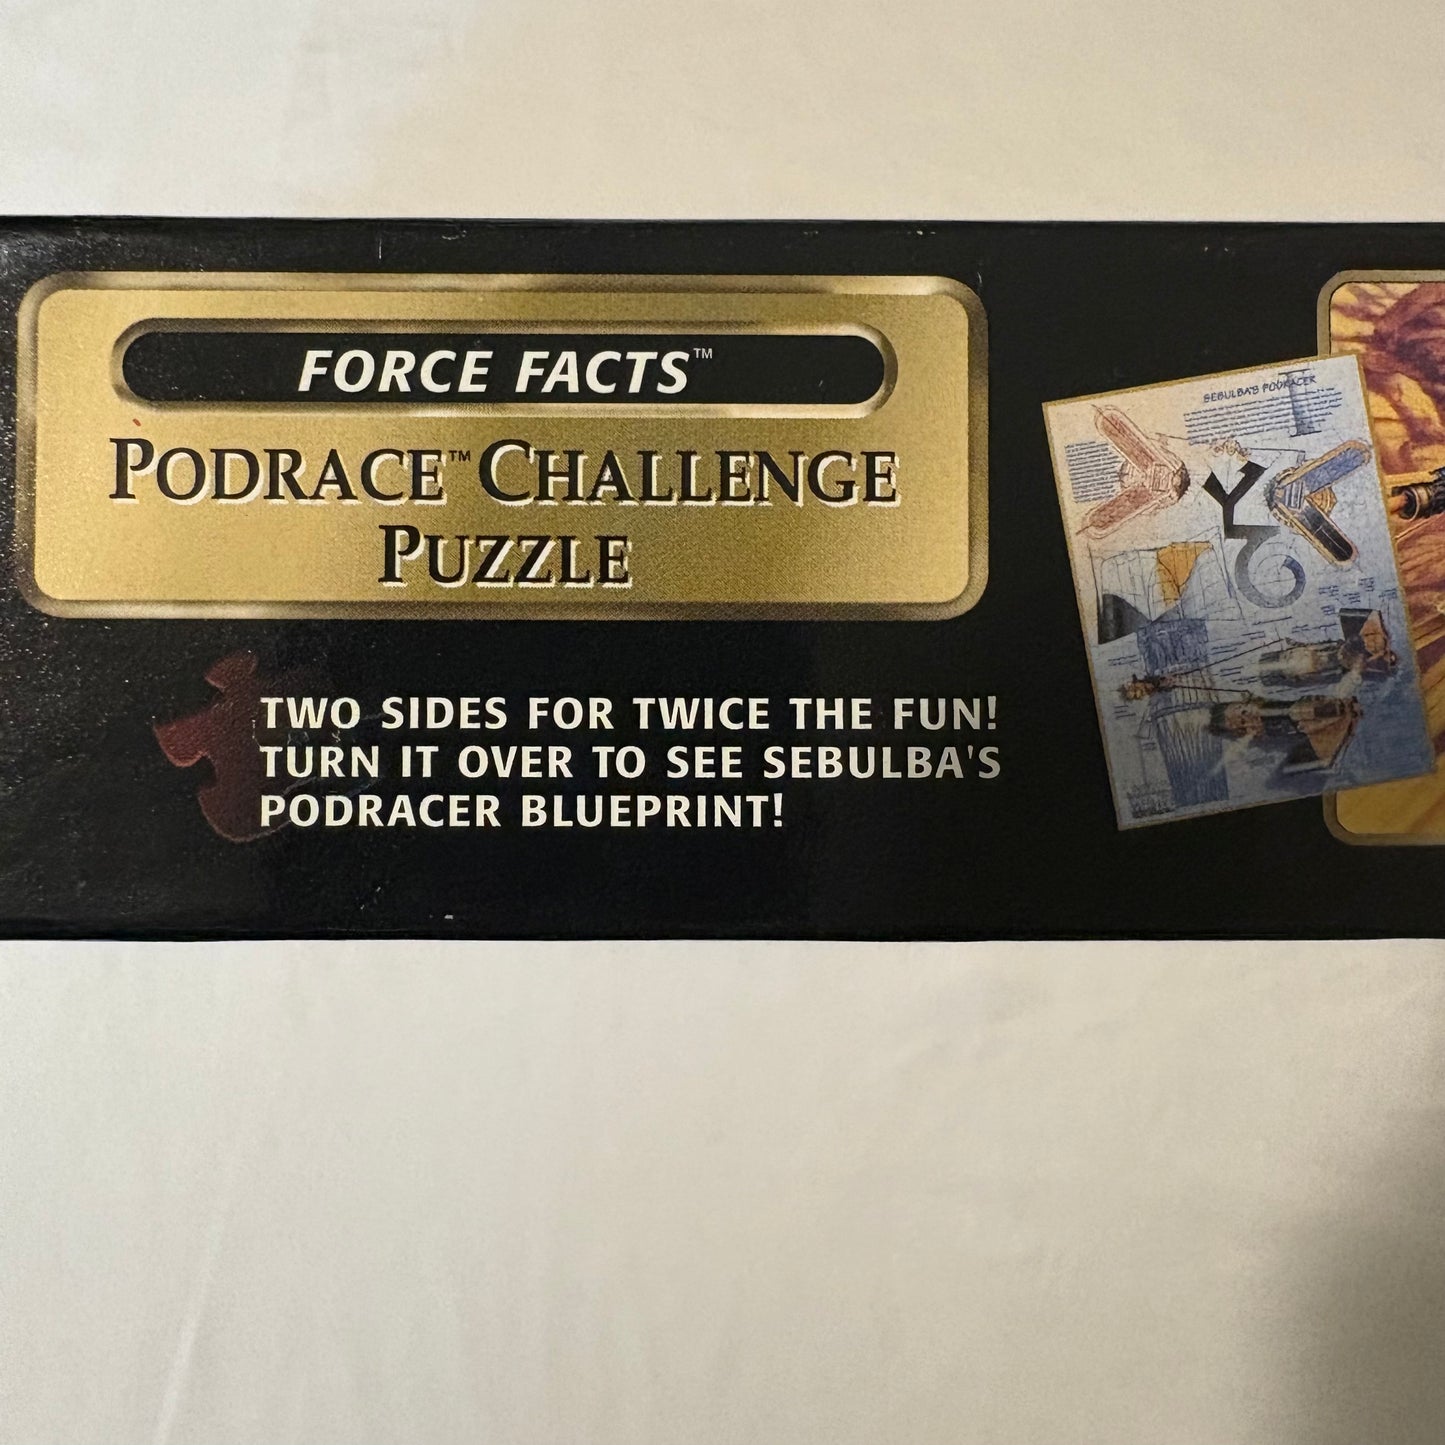 FORCE FACTS™
PODRACE™ CHALLENGE
PUZZLE
TWO SIDES FOR TWICE THE FUN!
TURN IT OVER TO SEE SEBULBA'S
PODRACER BLUEPRINT!
SEBULBA'S PODRACER